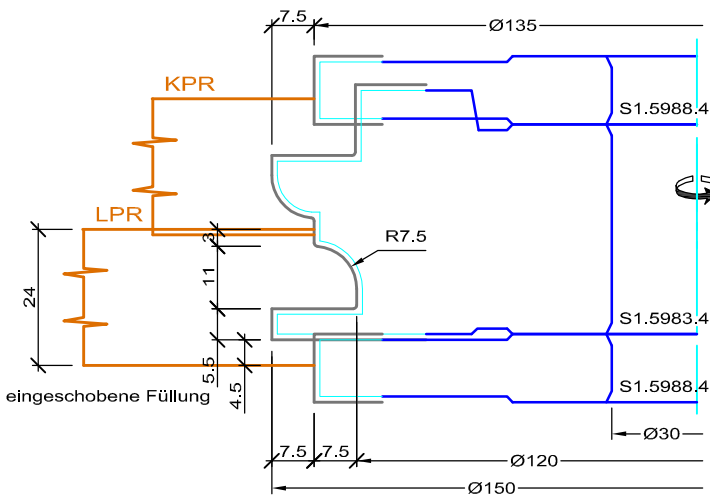 7.5
Ø135
KPR
S1.5988.4
LPR
3
R7.5
11
24
S1.5983.4
5.5
S1.5988.4
4.5
eingeschobene Füllung
Ø30
7.5 7.5
Ø120
Ø150